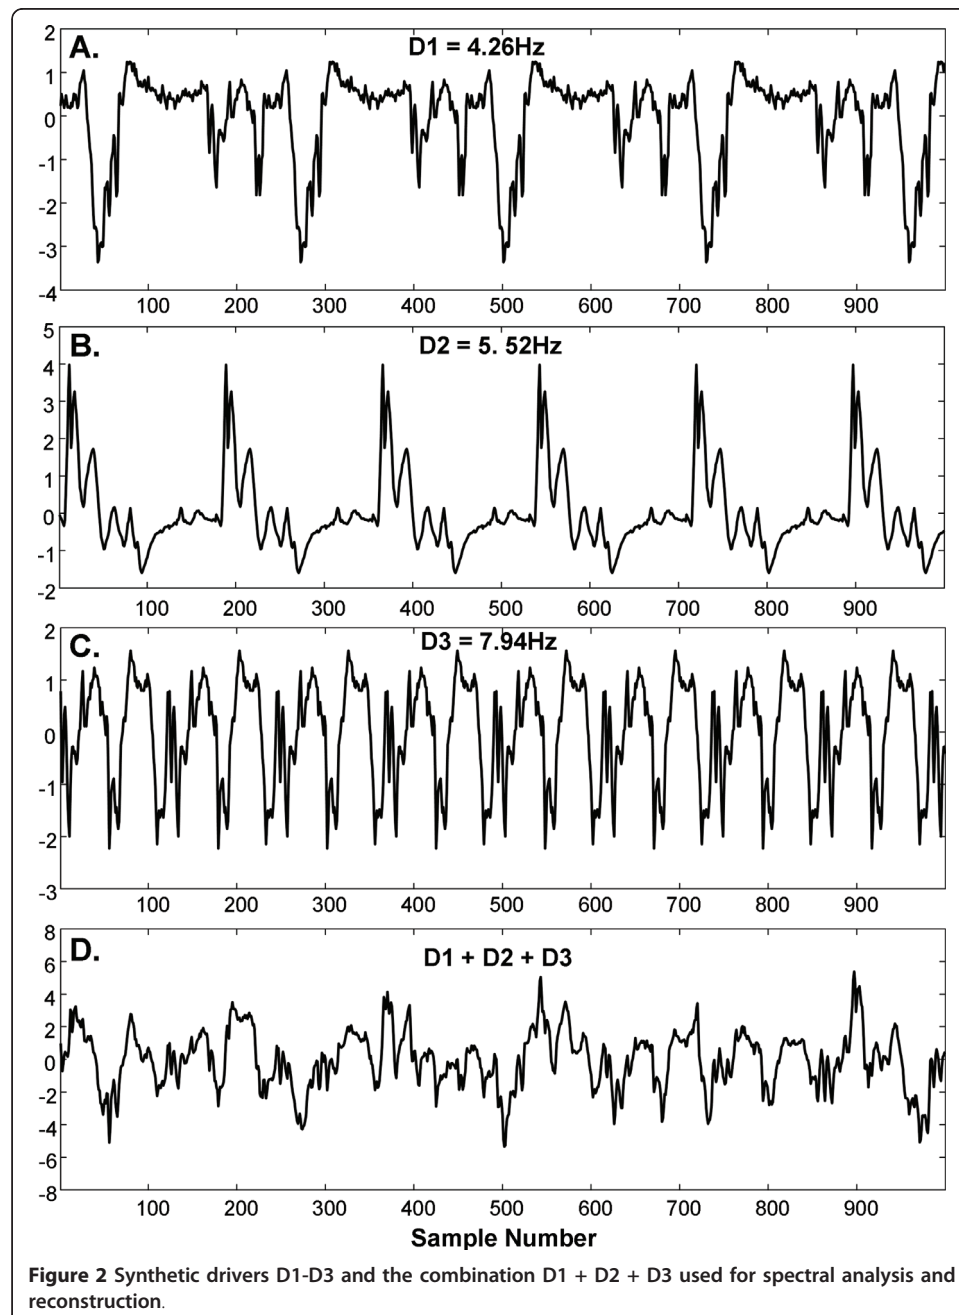 A.
D1 = 4.26Hz
2
1
0
-1
-2
-3
-4
100 200 300 400 500 600 700 800 900
B.
D2 = 5. 52Hz
5
4
3
2
1
0
-1
-2
100 200 300 400 500 600 700 800 900
C.
D3 = 7.94Hz
2
1
0
-1
-2
-3
100 200 300 400 500 600 700 800 900
D.
D1 + D2 + D3
8
6
4
2
0
-2
-4
-6
-8
100 200 300 400 500 600 700 800 900
Sample Number
Figure 2 Synthetic drivers D1-D3 and the combination D1 + D2 + D3 used for spectral analysis and
reconstruction.